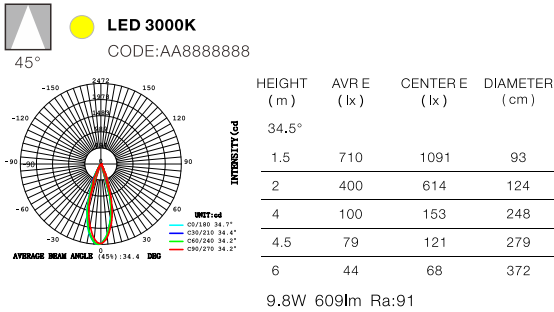 LED 3000K
CODE:AA8888888
45°
2472
-150 150
-120 120
-90 90
-60 60
-30 30
0
INTENSITY(cd
UNIT:cd
C0/180 34.7°
C30/210 34.4°
C60/240 34.2°
C90/270 34.2°
AVERAGE BEAM ANGLE (45%):34.4 DEG
HEIGHT AVR E CENTER E DIAMETER
(m) (lx) (lx) (cm)
34.5°
1.5 710 1091 93
2 400 614 124
4 100 153 248
4.5 79 121 279
6 44 68 372
9.8W 609lm Ra:91